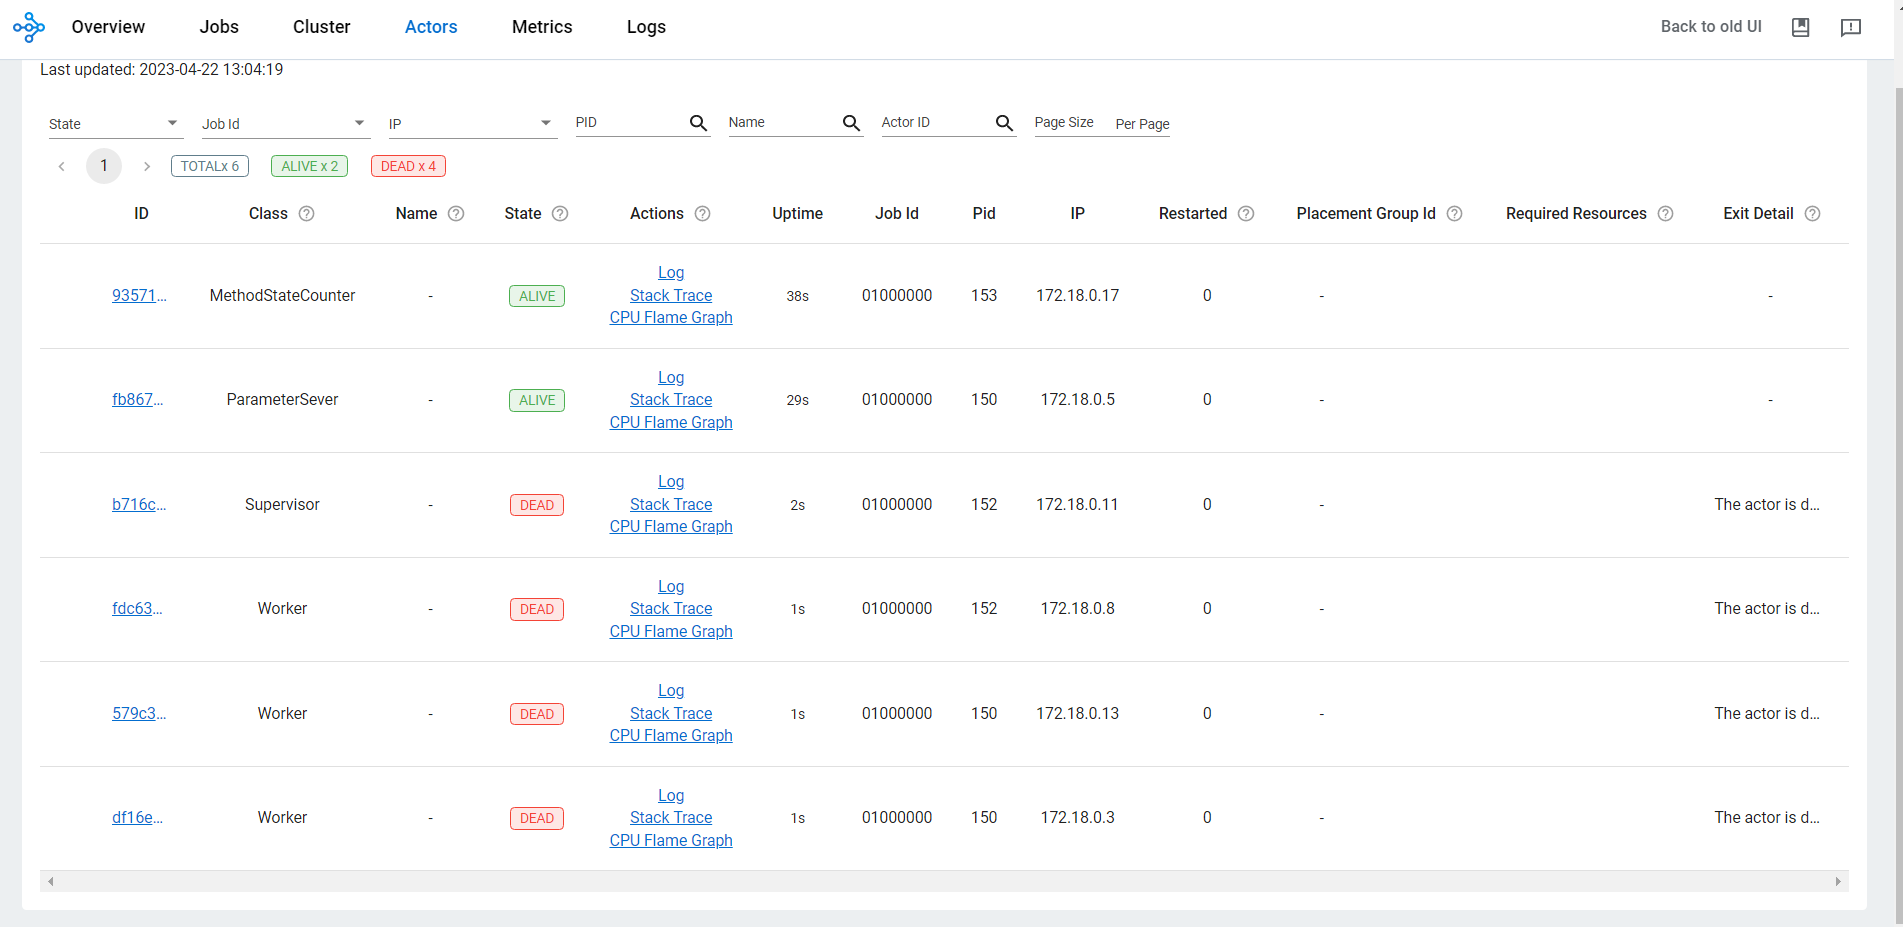 Overview Jobs Cluster Actors Metrics Logs Back to old UI
Last updated: 2023-04-22 13:04:19
State Job Id IP PID Name Actor ID Page Size Per Page
1 TOTALx 6 ALIVE x 2 DEAD x 4
ID Class Name State Actions Uptime Job Id Pid IP Restarted Placement Group Id Required Resources Exit Detail
Log
93571... MethodStateCounter - ALIVE Stack Trace 38s 01000000 153 172.18.0.17 0 - -
CPU Flame Graph
Log
fb867... ParameterSever - ALIVE Stack Trace 29s 01000000 150 172.18.0.5 0 - -
CPU Flame Graph
Log
b716c... Supervisor - DEAD Stack Trace 2s 01000000 152 172.18.0.11 0 - The actor is d...
CPU Flame Graph
Log
fdc63... Worker - DEAD Stack Trace 1s 01000000 152 172.18.0.8 0 - The actor is d...
CPU Flame Graph
Log
579c3... Worker - DEAD Stack Trace 1s 01000000 150 172.18.0.13 0 - The actor is d...
CPU Flame Graph
Log
df16e... Worker - DEAD Stack Trace 1s 01000000 150 172.18.0.3 0 - The actor is d...
CPU Flame Graph